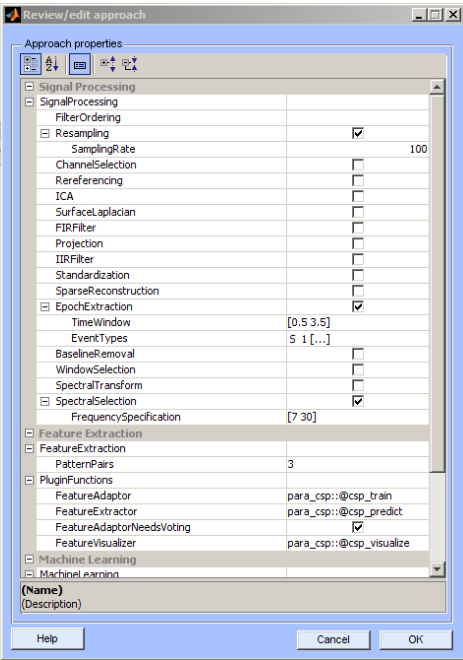 Review/edit approach
Approach properties
Signal Processing
SignalProcessing
FilterOrdering
Resampling
SamplingRate 100
ChannelSelection
Rereferencing
ICA
SurfaceLaplacian
FIRFilter
Projection
IIRFilter
Standardization
SparseReconstruction
EpochExtraction
TimeWindow [0.5 3.5]
EventTypes S 1 [...]
BaselineRemoval
WindowSelection
SpectralTransform
SpectralSelection
FrequencySpecification [7 30]
Feature Extraction
FeatureExtraction
PatternPairs 3
PluginFunctions
FeatureAdaptor para_csp::@csp_train
FeatureExtractor para_csp::@csp_predict
FeatureAdaptorNeedsVoting
FeatureVisualizer para_csp::@csp_visualize
Machine Learning
MachineLearning
(Name)
(Description)
Help Cancel OK